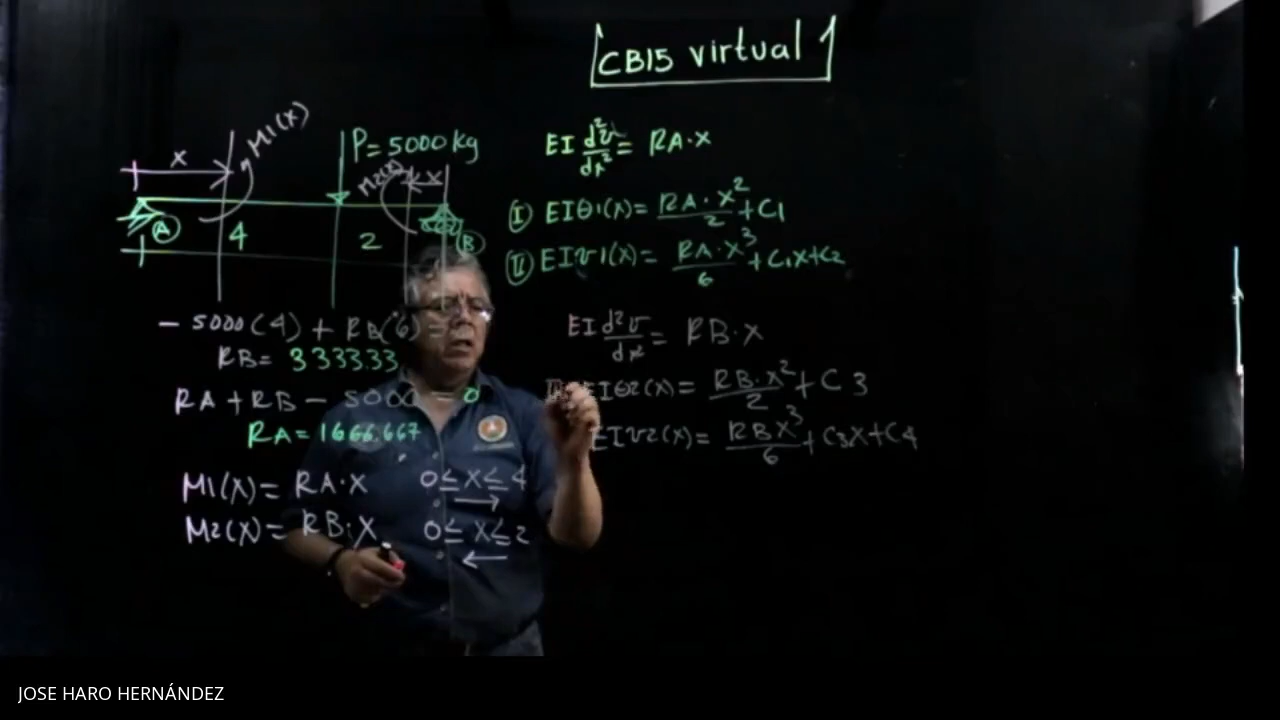 CB15 virtual
M1(x)
P= 5000 kg
x
M2(x)
x
A
4
2
B
EI d²v/dx² = RA·x
I EIθ1(x)= RA·x²/2 +C1
II EIv1(x)= RA·x³/6 +C1x+C2
- 5000(4) + RB(6) =
RB= 3333.33
RA+RB - 5000 = 0
RA=1666.667
M1(x)= RA·x 0≤x≤4
M2(x)= RB·x 0≤x≤2
EI d²v/dx² = RB·x
EIθ2(x)= RB·x²/2 + C3
EIv2(x)= RBx³/6 + C3x+C4
JOSE HARO HERNÁNDEZ